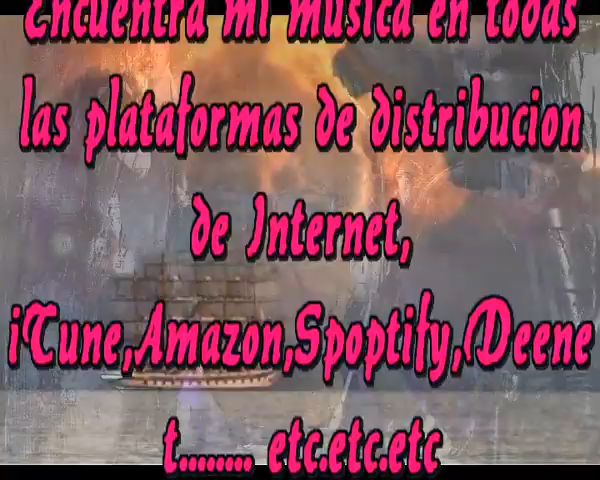 Encuentra mi musica en todas
las plataformas de distribucion
de Internet,
iTune,Amazon,Spoptify,Deene
t........ etc.etc.etc